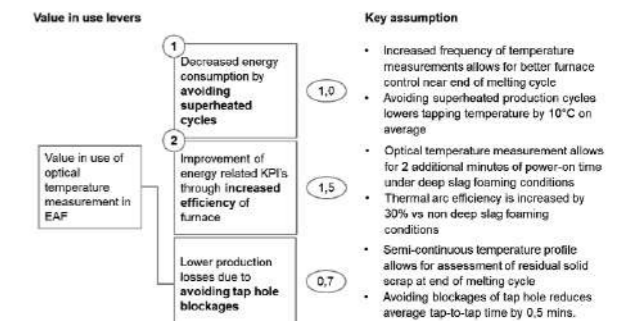 Value in use levers
Key assumption
Value in use of
optical
temperature
measurement in
EAF
1
Decreased energy
consumption by
avoiding
superheated
cycles
1,0
• Increased frequency of temperature
measurements allows for better furnace
control near end of melting cycle
• Avoiding superheated production cycles
lowers tapping temperature by 10°C on
average
2
Improvement of
energy related KPI's
through increased
efficiency of
furnace
1,5
• Optical temperature measurement allows
for 2 additional minutes of power-on time
under deep slag foaming conditions
• Thermal arc efficiency is increased by
30% vs non deep slag foaming
conditions
Lower production
losses due to
avoiding tap hole
blockages
0,7
• Semi-continuous temperature profile
allows for assessment of residual solid
scrap at end of melting cycle
• Avoiding blockages of tap hole reduces
average tap-to-tap time by 0,5 mins.